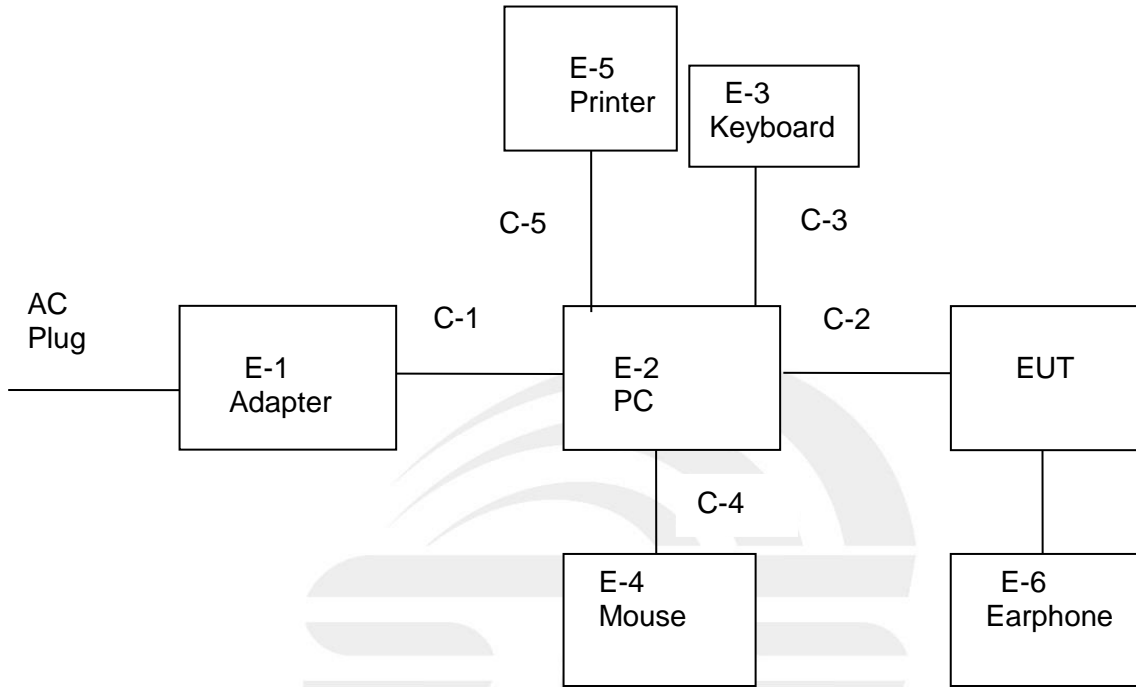 E-5
Printer
E-3
Keyboard
C-5
C-3
AC
Plug
C-1
C-2
E-1
Adapter
E-2
PC
EUT
C-4
E-4
Mouse
E-6
Earphone